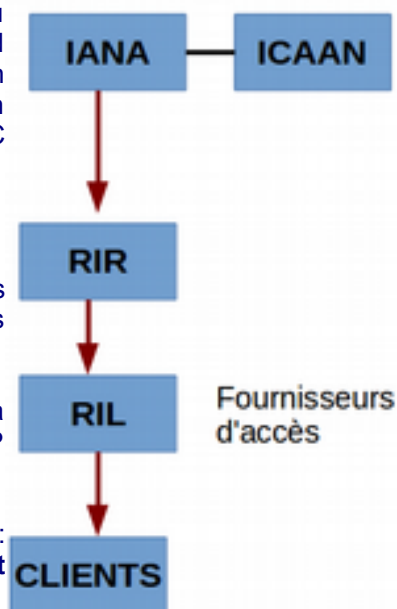 IANA ICAAN
RIR
RIL
Fournisseurs
d'accès
CLIENTS